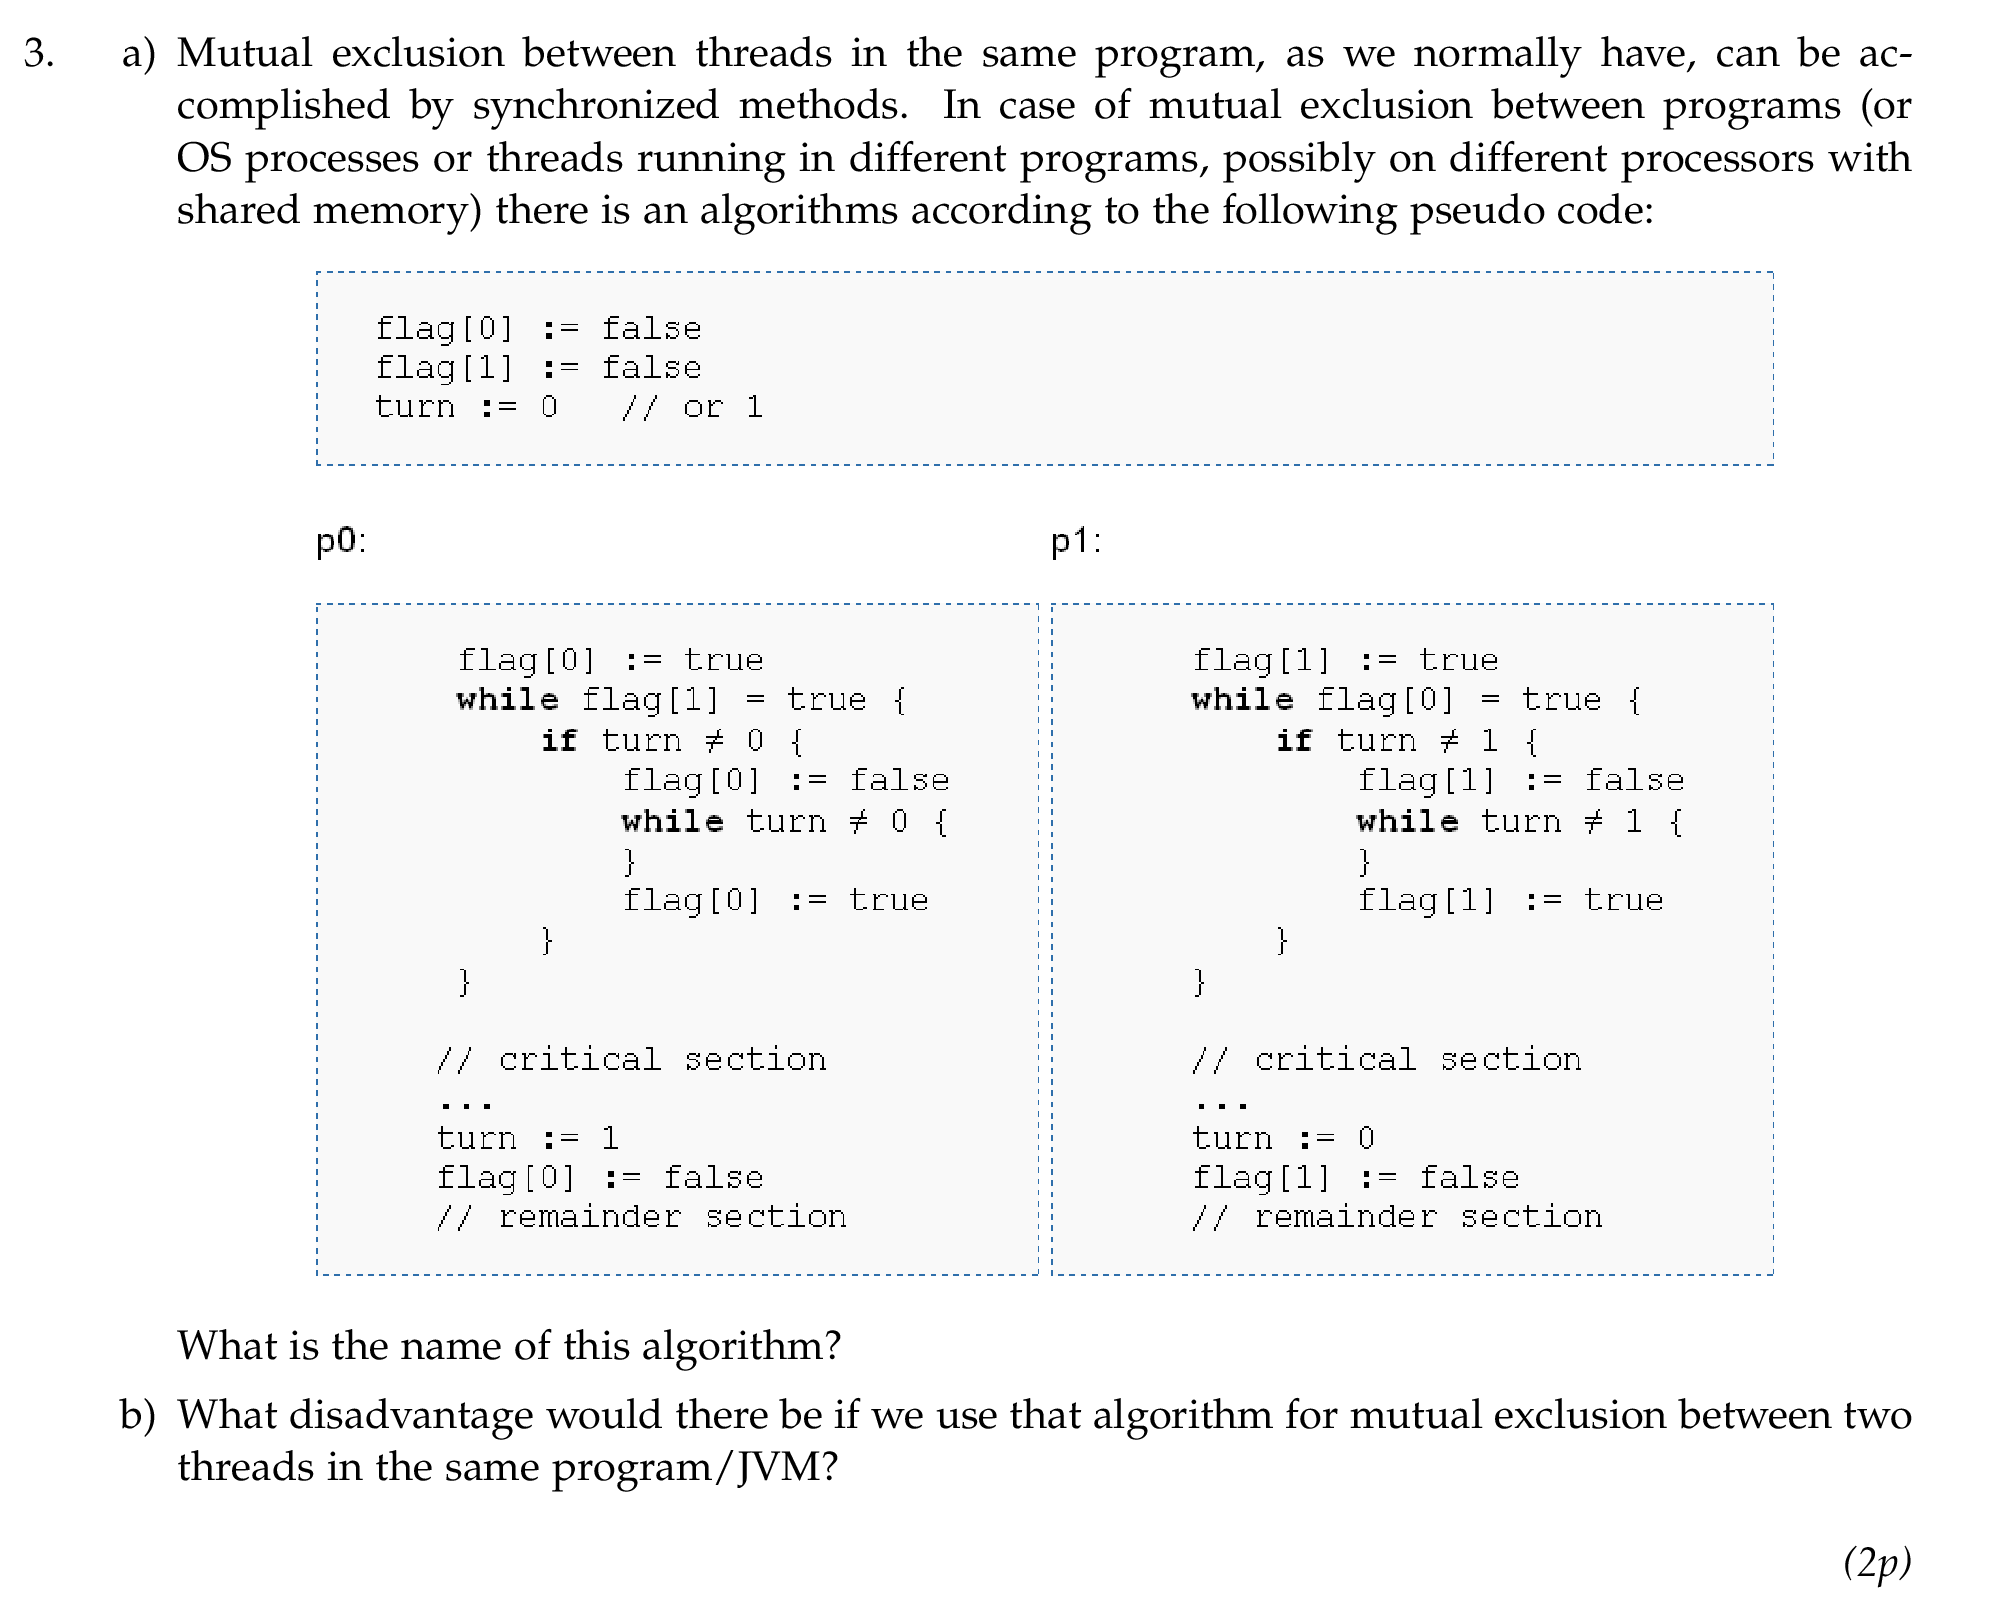 3. a) Mutual exclusion between threads in the same program, as we normally have, can be ac-
complished by synchronized methods. In case of mutual exclusion between programs (or
OS processes or threads running in different programs, possibly on different processors with
shared memory) there is an algorithms according to the following pseudo code:
flag[0] := false
flag[1] := false
turn := 0   // or 1
p0:
flag[0] := true
while flag[1] = true {
if turn ≠ 0 {
flag[0] := false
while turn ≠ 0 {
}
flag[0] := true
}
}
// critical section
...
turn := 1
flag[0] := false
// remainder section
p1:
flag[1] := true
while flag[0] = true {
if turn ≠ 1 {
flag[1] := false
while turn ≠ 1 {
}
flag[1] := true
}
}
// critical section
...
turn := 0
flag[1] := false
// remainder section
What is the name of this algorithm?
b) What disadvantage would there be if we use that algorithm for mutual exclusion between two
threads in the same program/JVM?
(2p)